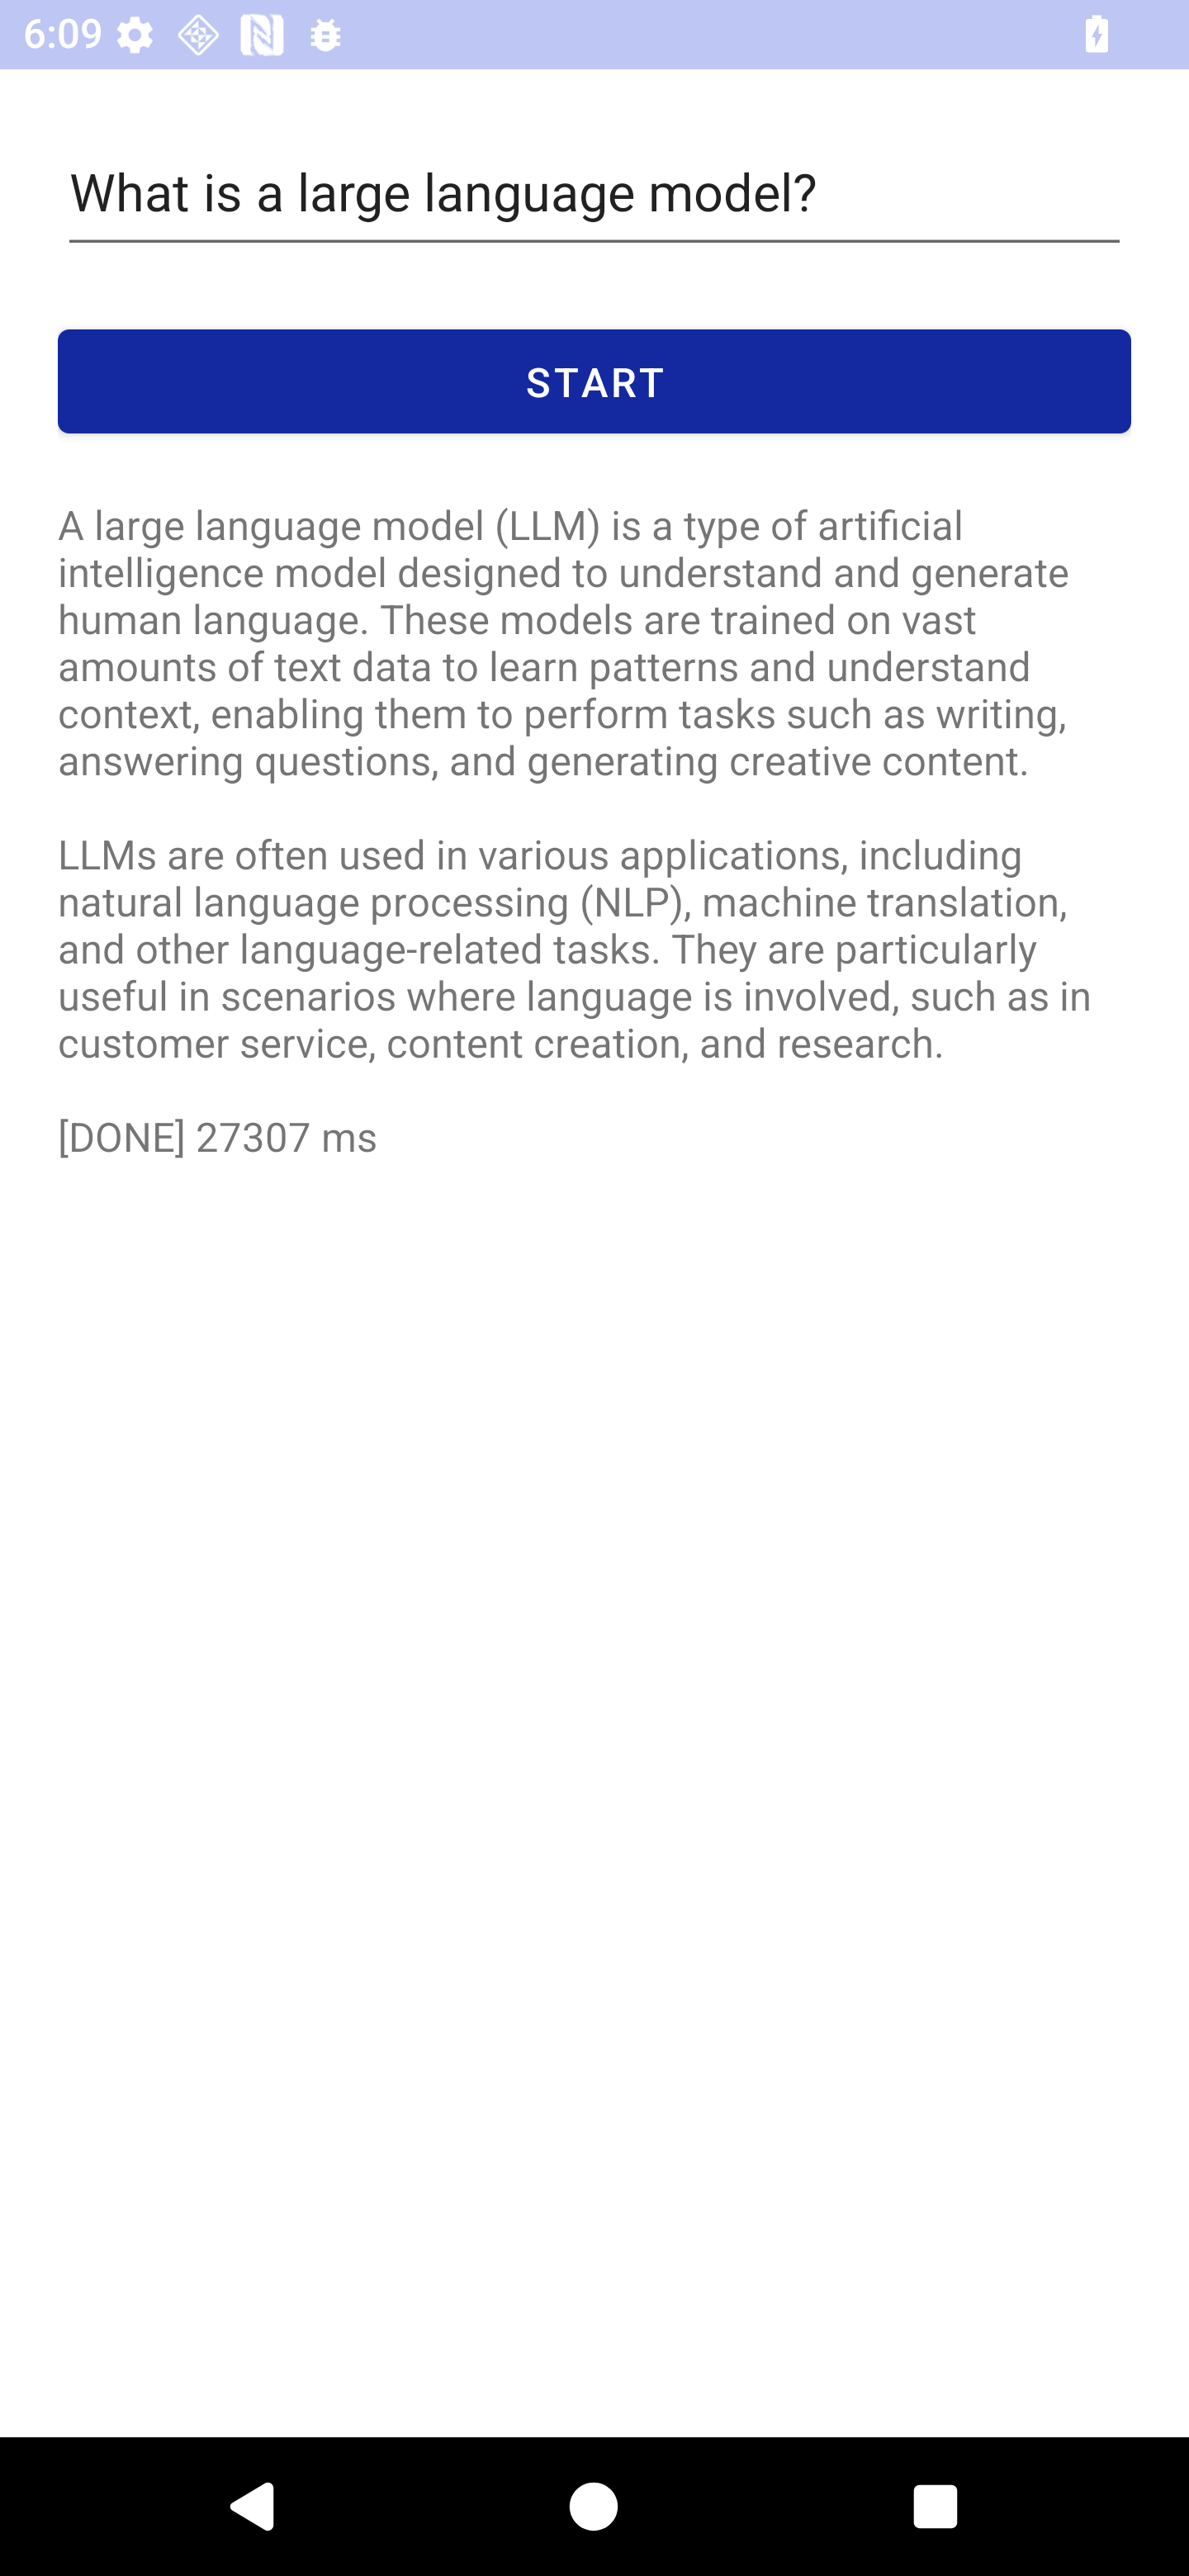 6:09
What is a large language model?
START
A large language model (LLM) is a type of artificial
intelligence model designed to understand and generate
human language. These models are trained on vast
amounts of text data to learn patterns and understand
context, enabling them to perform tasks such as writing,
answering questions, and generating creative content.
LLMs are often used in various applications, including
natural language processing (NLP), machine translation,
and other language-related tasks. They are particularly
useful in scenarios where language is involved, such as in
customer service, content creation, and research.
[DONE] 27307 ms